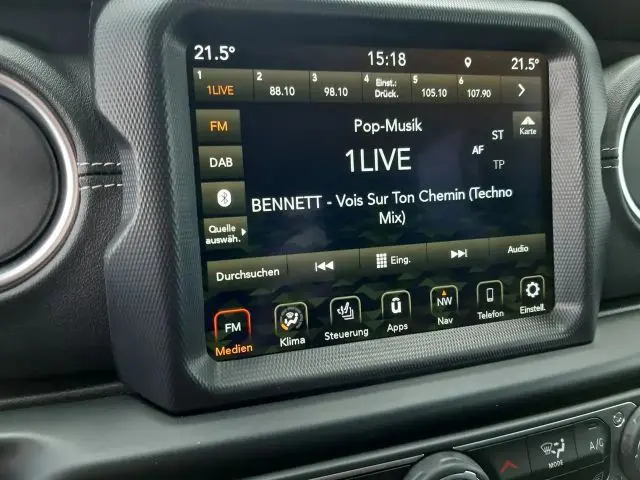 21.5° 15:18 21.5°
1 1LIVE 2 88.10 3 98.10 4 Einst.: Drück. 5 105.10 6 107.90
FM Pop-Musik ST Karte
DAB 1LIVE AF TP
BENNETT - Vois Sur Ton Chemin (Techno
Mix)
Quelle
auswäh.
Durchsuchen Eing. Audio
FM ü NW
Medien Klima Steuerung Apps Nav Telefon Einstell.
MODE A/C